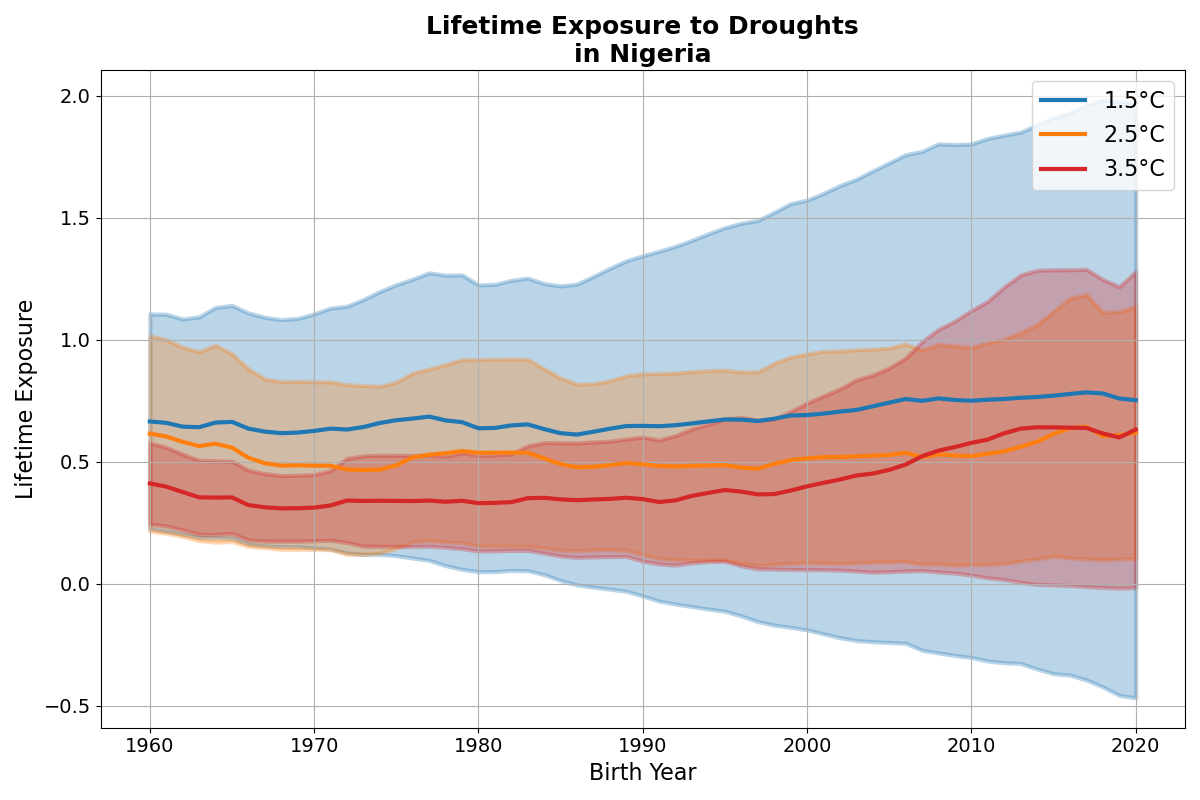 Lifetime Exposure to Droughts
in Nigeria
1.5°C
2.5°C
3.5°C
Lifetime Exposure
2.0
1.5
1.0
0.5
0.0
−0.5
1960 1970 1980 1990 2000 2010 2020
Birth Year